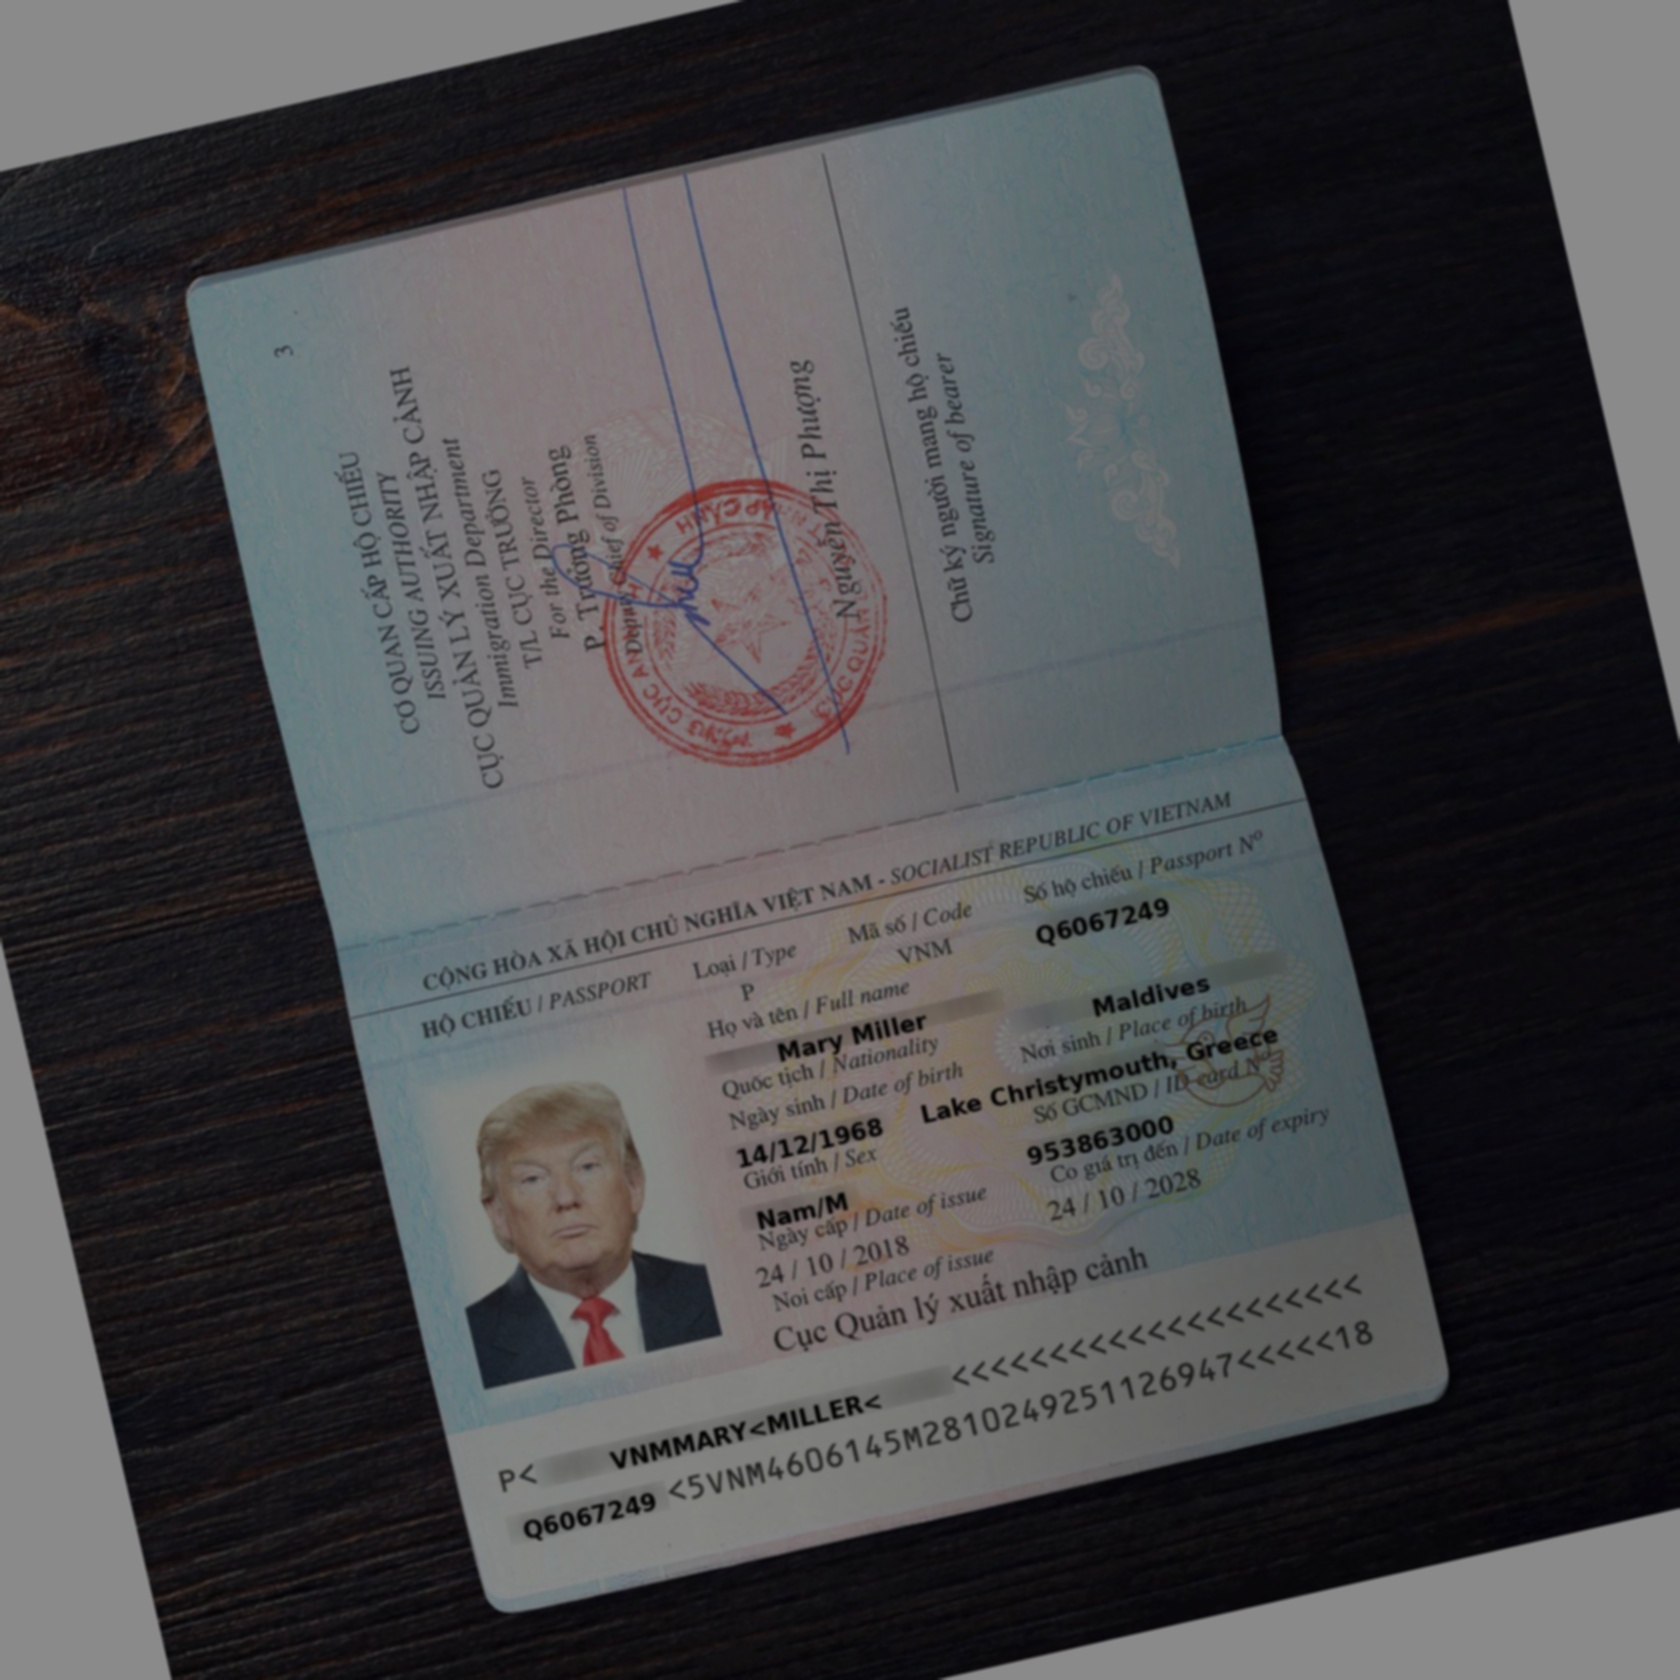 3
CƠ QUAN CẤP HỘ CHIẾU
ISSUING AUTHORITY
CỤC QUẢN LÝ XUẤT NHẬP CẢNH
Immigration Department
T/L CỤC TRƯỞNG
For the Director
P. Trưởng Phòng
Deputy Chief of Division
Nguyễn Thị Phượng
Chữ ký người mang hộ chiếu
Signature of bearer
CỘNG HÒA XÃ HỘI CHỦ NGHĨA VIỆT NAM - SOCIALIST REPUBLIC OF VIETNAM
HỘ CHIẾU / PASSPORT
Loại / Type
Mã số / Code
Số hộ chiếu / Passport Nº
P
VNM
Q6067249
Họ và tên / Full name
Mary Miller
Maldives
Quốc tịch / Nationality
Nơi sinh / Place of birth
Ngày sinh / Date of birth
Lake Christymouth, Greece
14/12/1968
Số GCMND / ID card Nº
Giới tính / Sex
953863000
Nam/M
Co giá trị đến / Date of expiry
Ngày cấp / Date of issue
24 / 10 / 2028
24 / 10 / 2018
Noi cấp / Place of issue
Cục Quản lý xuất nhập cảnh
P< VNMMARY<MILLER< <<<<<<<<<<<<<<<<<<<<<
Q6067249 <5VNM4606145M2810249251126947<<<<<18